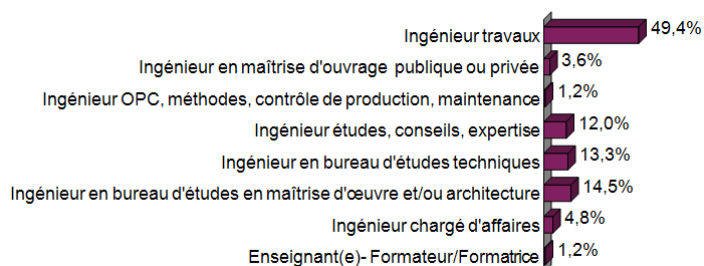 Ingénieur travaux 49,4%
Ingénieur en maîtrise d'ouvrage publique ou privée 3,6%
Ingénieur OPC, méthodes, contrôle de production, maintenance 1,2%
Ingénieur études, conseils, expertise 12,0%
Ingénieur en bureau d'études techniques 13,3%
Ingénieur en bureau d'études en maîtrise d'œuvre et/ou architecture 14,5%
Ingénieur chargé d'affaires 4,8%
Enseignant(e)- Formateur/Formatrice 1,2%